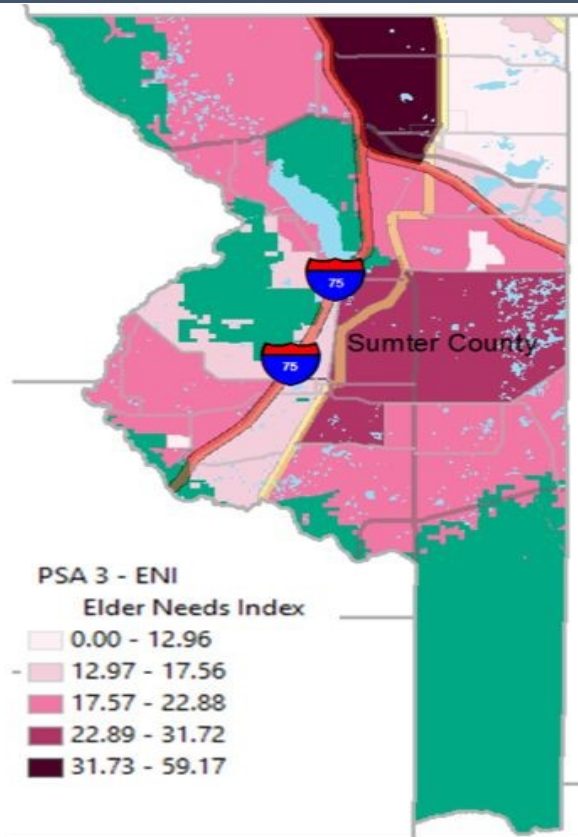 75
75
Sumter County
PSA 3 - ENI
Elder Needs Index
0.00 - 12.96
12.97 - 17.56
17.57 - 22.88
22.89 - 31.72
31.73 - 59.17